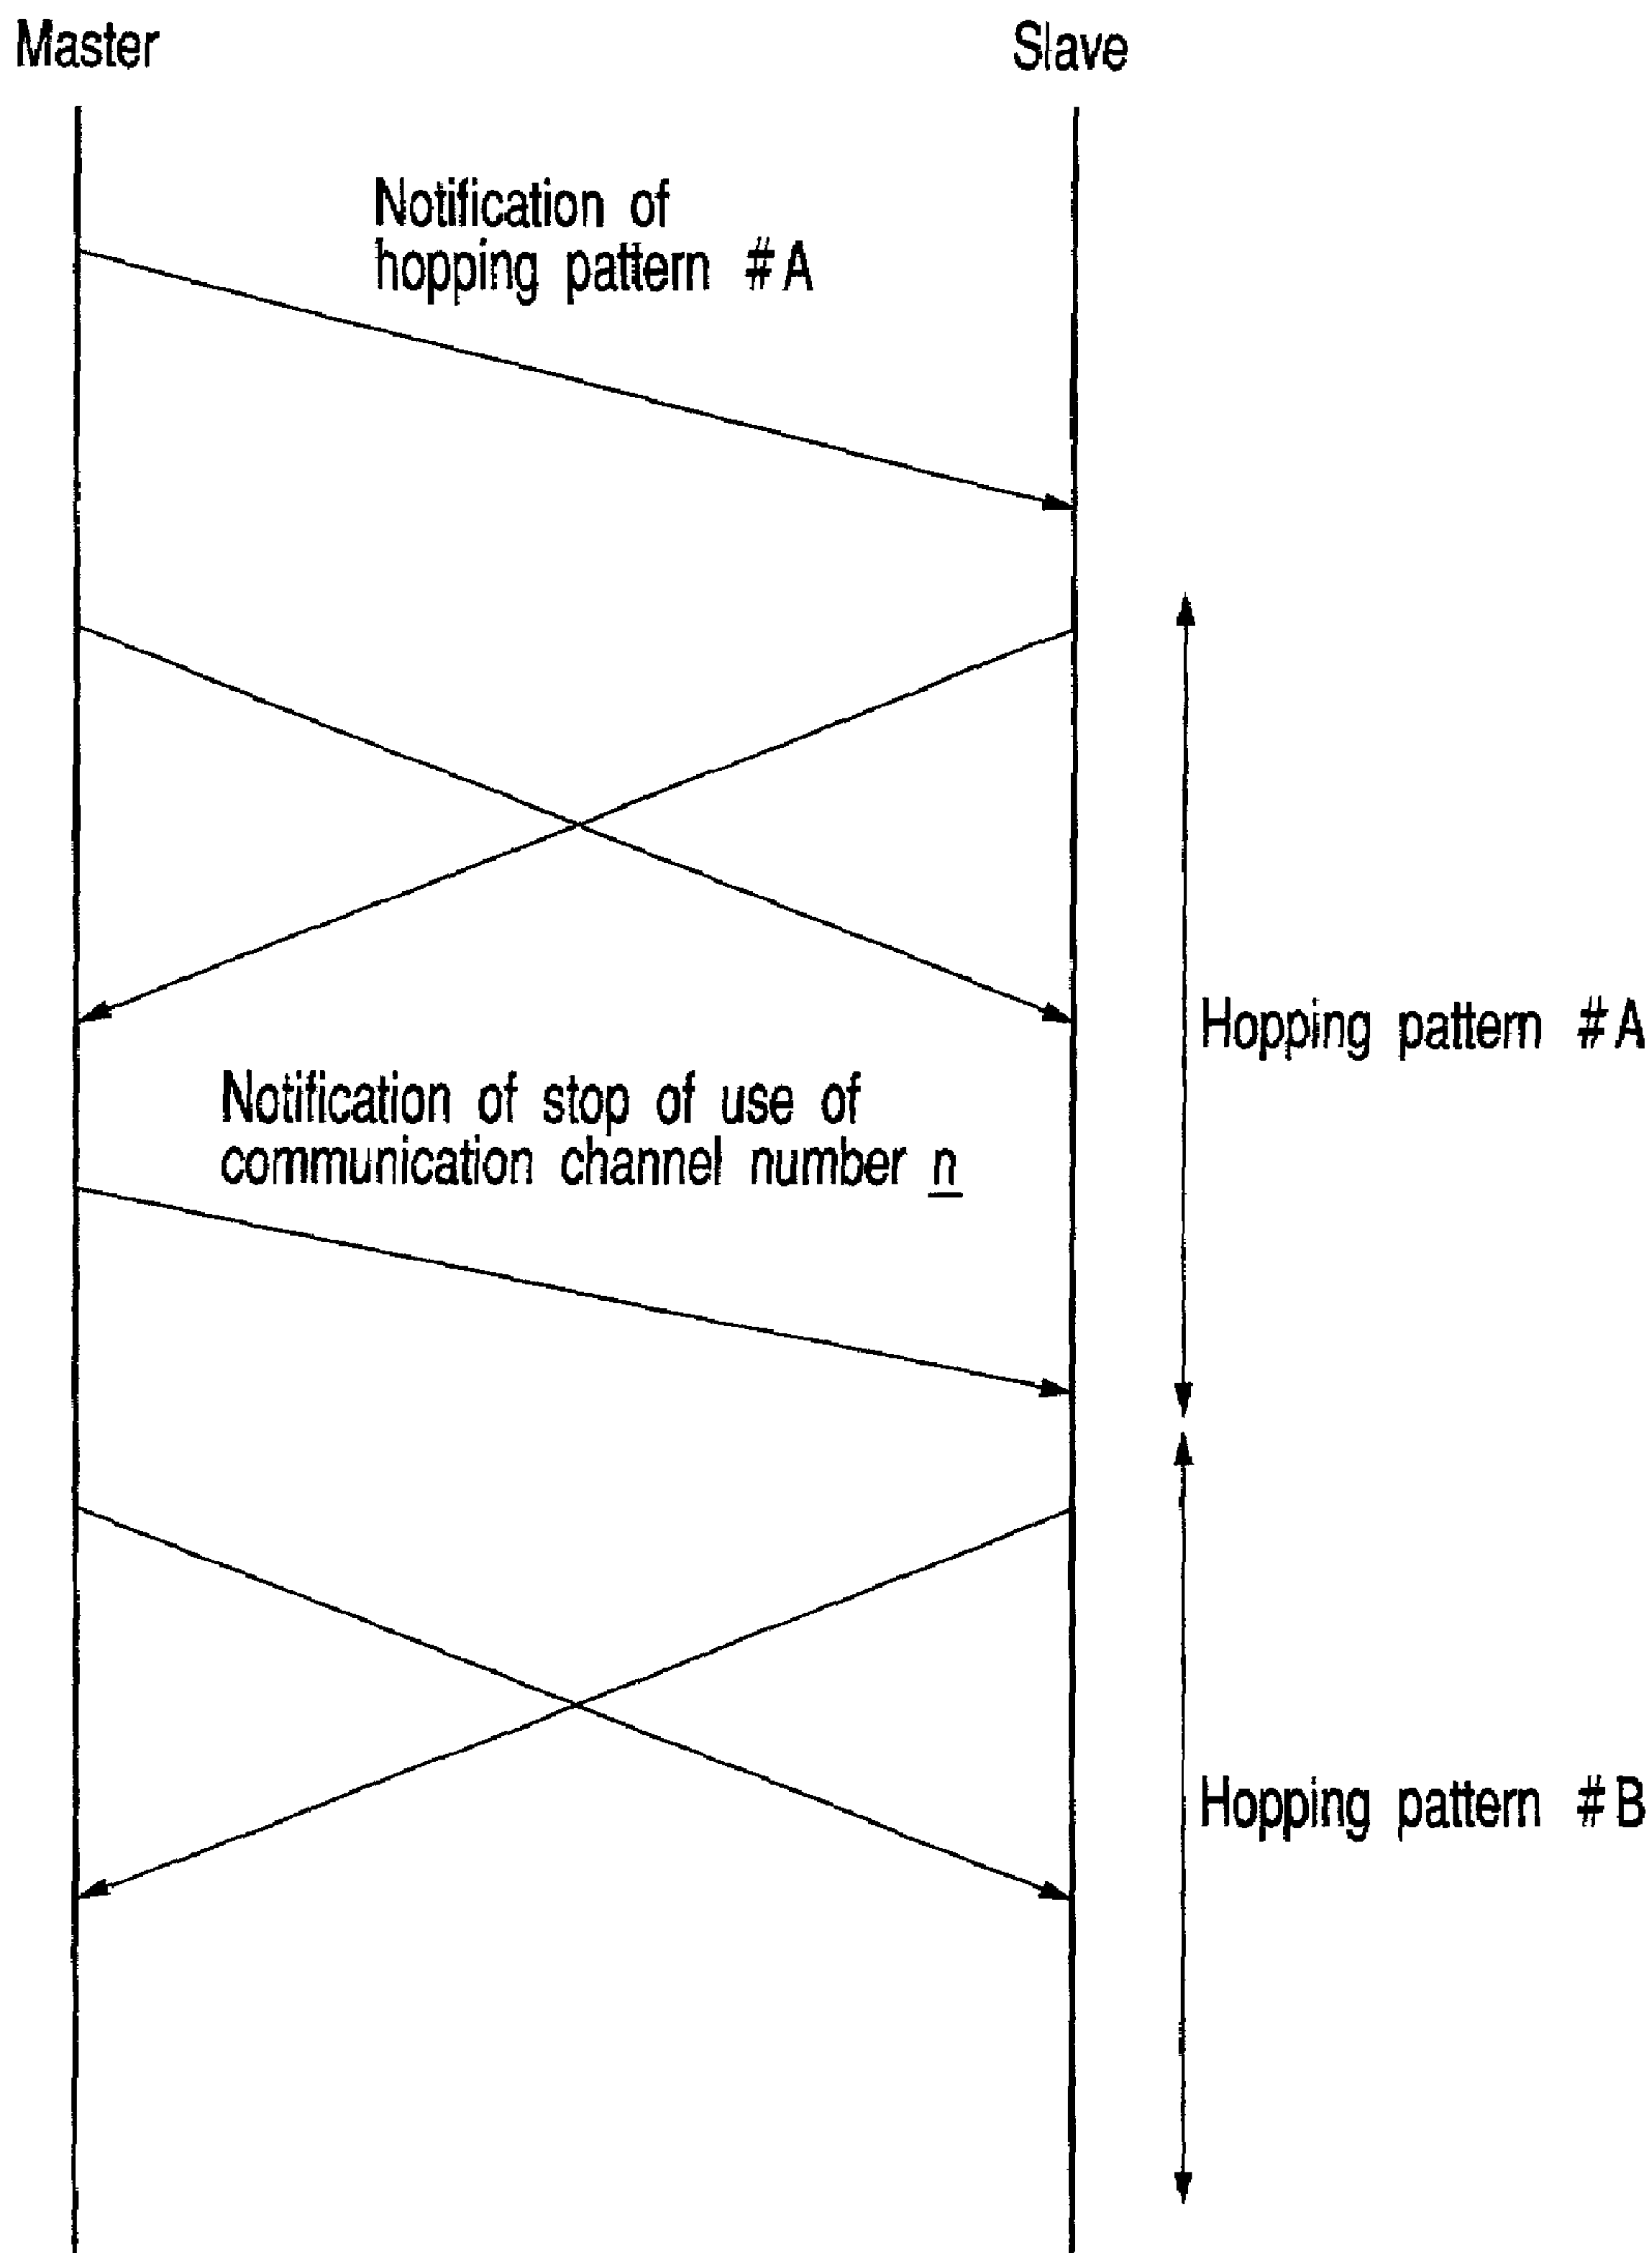 Master
Slave
Notification of
hopping pattern #A
Hopping pattern #A
Notification of stop of use of
communication channel number n
Hopping pattern #B